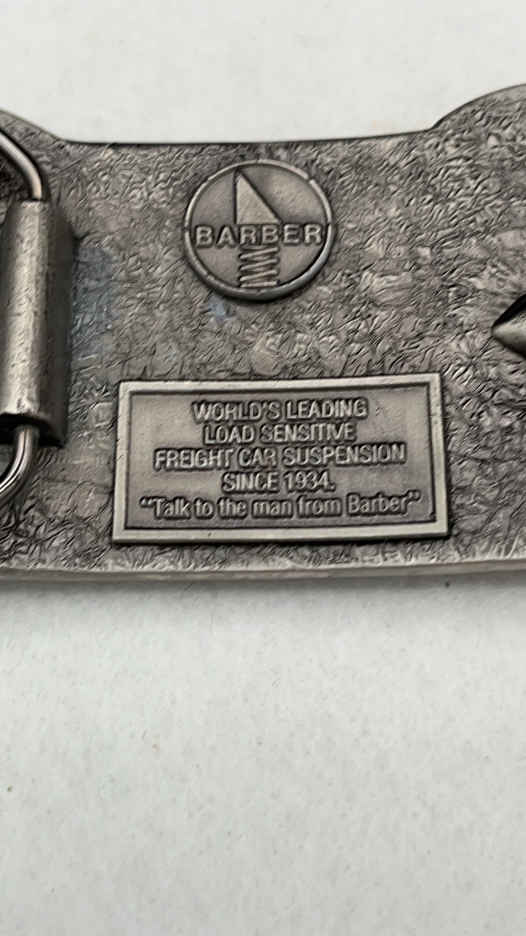 BARBER
WORLD'S LEADING
LOAD SENSITIVE
FREIGHT CAR SUSPENSION
SINCE 1934.
"Talk to the man from Barber"